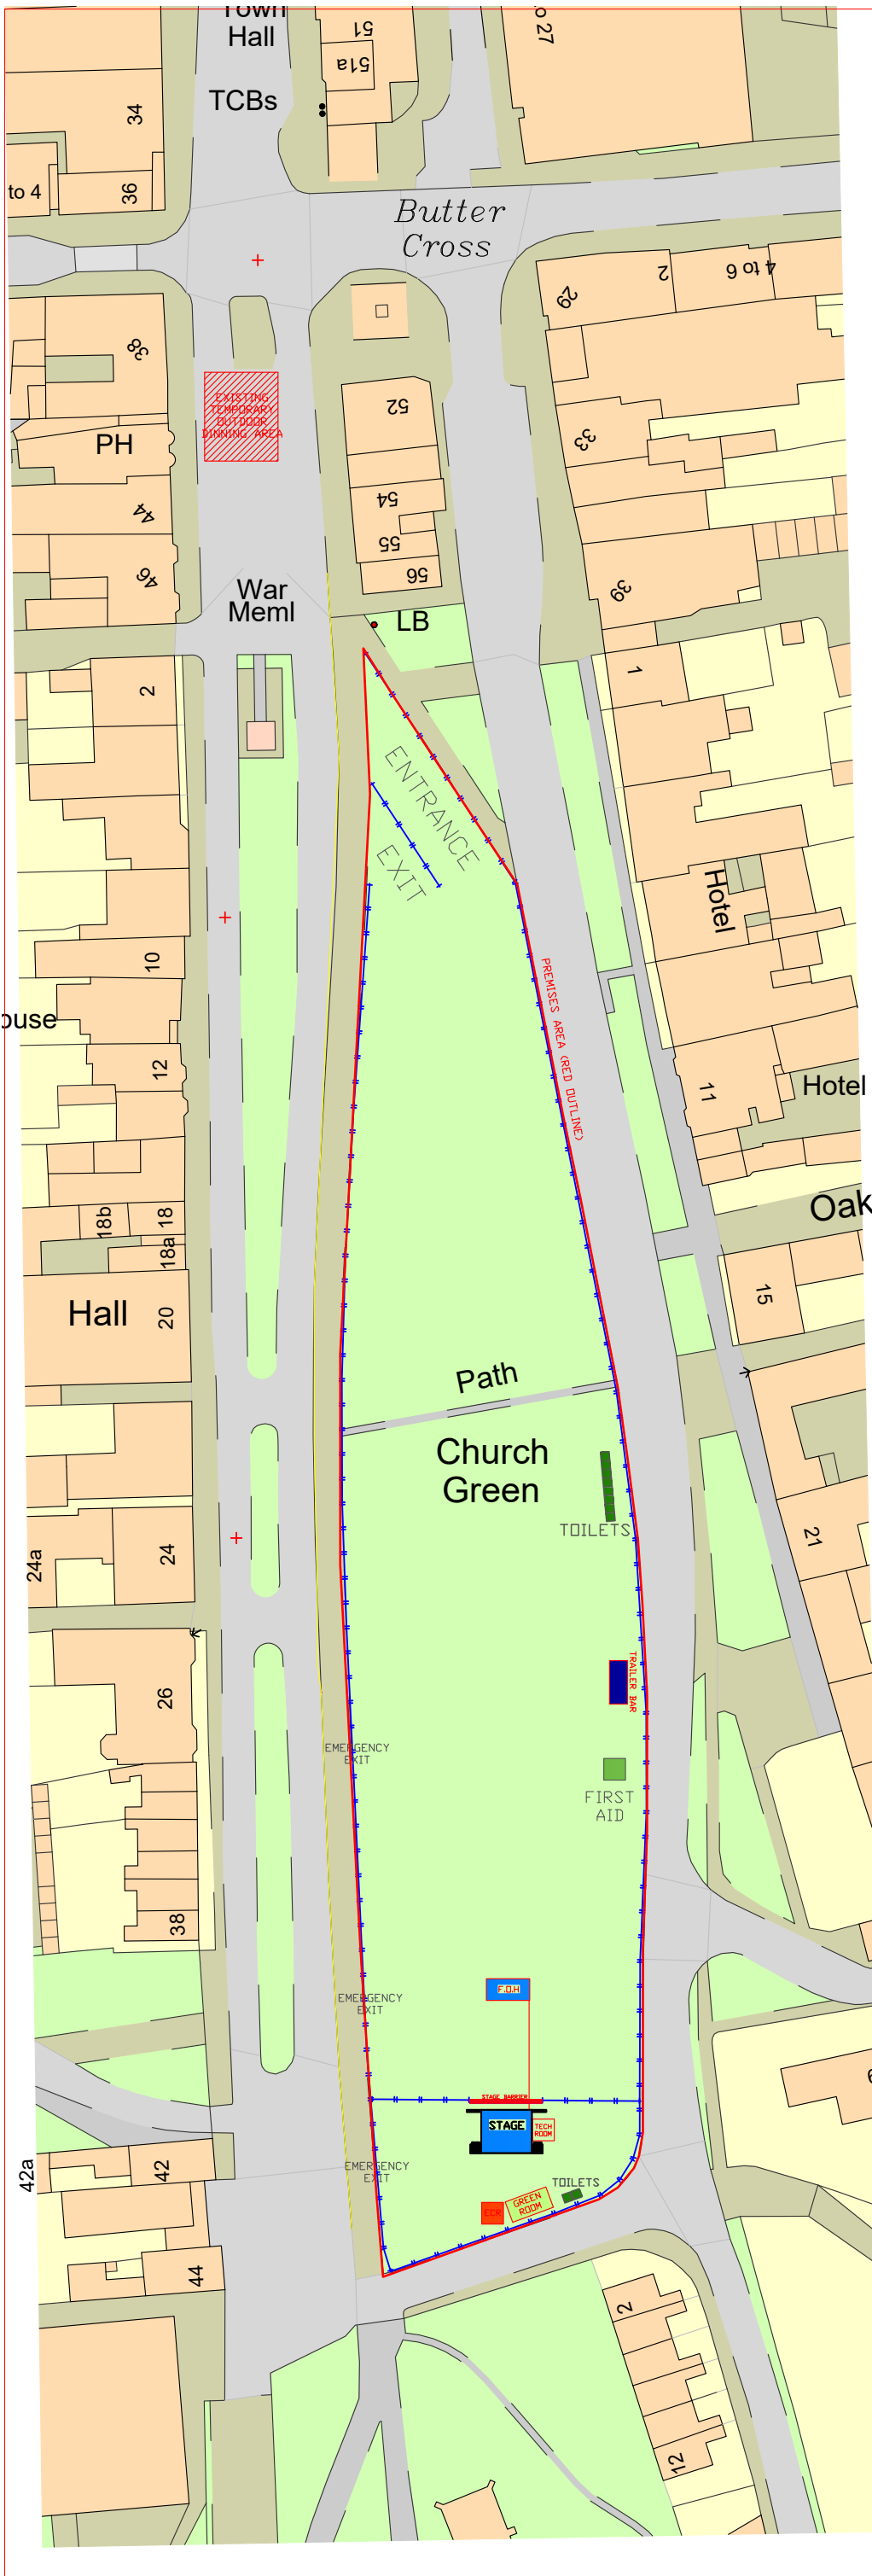 Town
Hall
51
51a
to 27
TCBs
34
to 4
36
Butter
Cross
29
2
4 to 6
38
EXISTING
TEMPORARY
OUTDOOR
DINNING AREA
52
33
PH
54
44
55
46
56
39
War
Meml
LB
1
2
ENTRANCE
EXIT
Hotel
10
PREMISES AREA (RED OUTLINE)
ouse
12
11
Hotel
18b
18
18a
Oak
15
Hall
20
Path
Church
Green
TOILETS
21
24a
24
TRAILER BAR
26
EMERGENCY
EXIT
FIRST
AID
38
F.O.H
EMERGENCY
EXIT
STAGE BARRIER
STAGE
TECH
ROOM
42a
42
EMERGENCY
EXIT
TOILETS
GREEN
ROOM
ECR
44
2
12